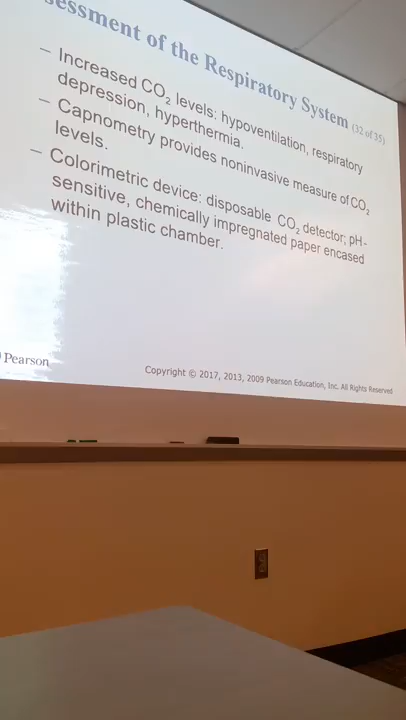 sessment of the Respiratory System (32 of 35)
– Increased CO2 levels: hypoventilation, respiratory
depression, hyperthermia.
– Capnometry provides noninvasive measure of CO2
levels.
– Colorimetric device: disposable CO2 detector; pH-
sensitive, chemically impregnated paper encased
within plastic chamber.
Pearson
Copyright © 2017, 2013, 2009 Pearson Education, Inc. All Rights Reserved